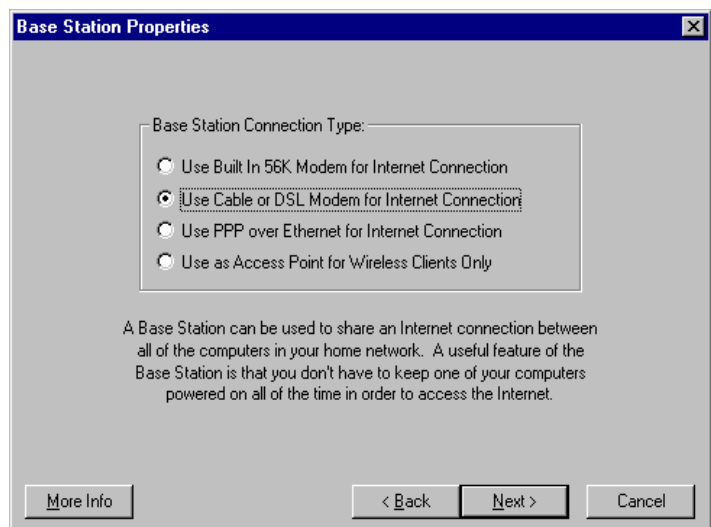 Base Station Properties
Base Station Connection Type:
Use Built In 56K Modem for Internet Connection
Use Cable or DSL Modem for Internet Connection
Use PPP over Ethernet for Internet Connection
Use as Access Point for Wireless Clients Only
A Base Station can be used to share an Internet connection between
all of the computers in your home network. A useful feature of the
Base Station is that you don't have to keep one of your computers
powered on all of the time in order to access the Internet.
More Info
< Back
Next >
Cancel